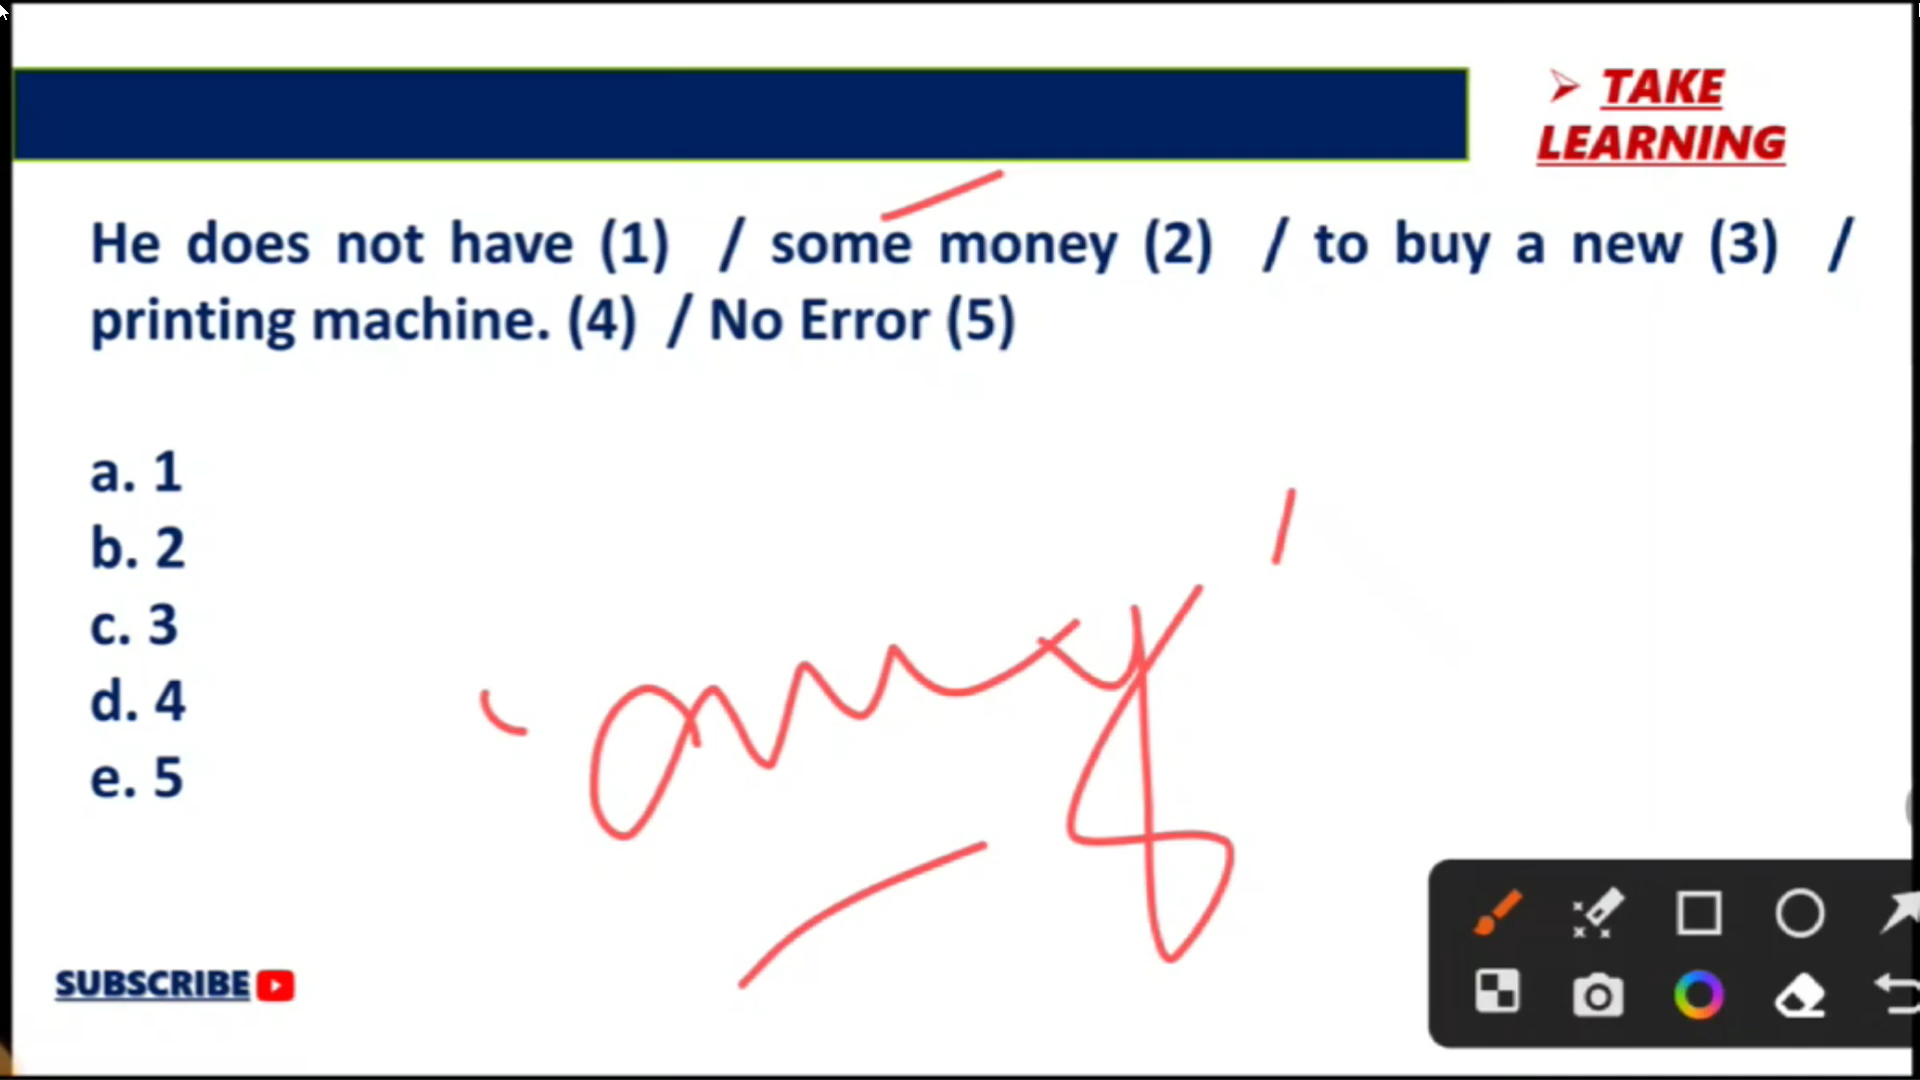 ➢ TAKE
LEARNING
He does not have (1) / some money (2) / to buy a new (3) /
printing machine. (4) / No Error (5)
a. 1
b. 2
c. 3
d. 4
e. 5
any
SUBSCRIBE